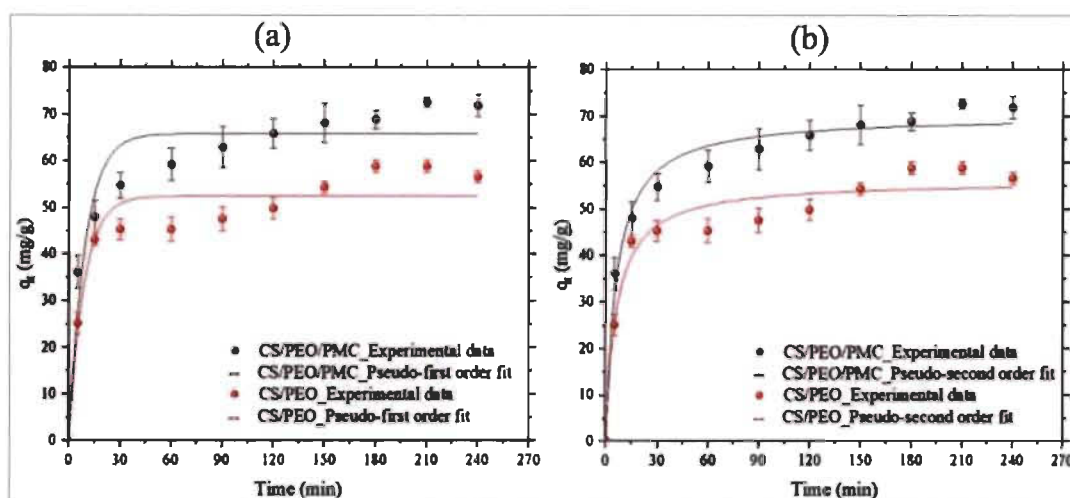 (a)
(b)
80
70
60
50
40
30
20
10
0
qt (mg/g)
CS/PEO/PMC_Experimental data
CS/PEO/PMC_Pseudo-first order fit
CS/PEO_Experimental data
CS/PEO_Pseudo-first order fit
0 30 60 90 120 150 180 210 240 270
Time (min)
80
70
60
50
40
30
20
10
0
qt (mg/g)
CS/PEO/PMC_Experimental data
CS/PEO/PMC_Pseudo-second order fit
CS/PEO_Experimental data
CS/PEO_Pseudo-second order fit
0 30 60 90 120 150 180 210 240 270
Time (min)